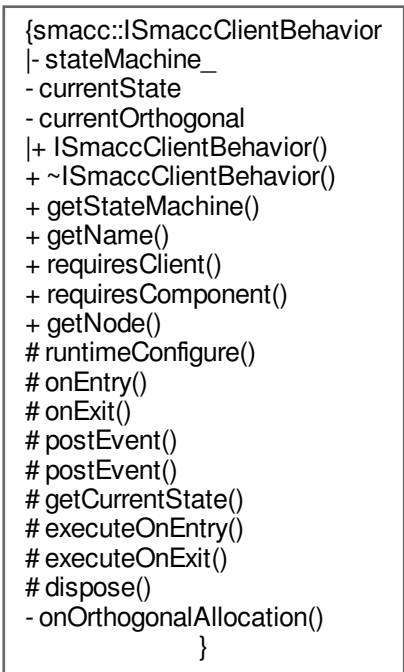 {smacc::ISmaccClientBehavior
|- stateMachine_
- currentState
- currentOrthogonal
|+ ISmaccClientBehavior()
+ ~ISmaccClientBehavior()
+ getStateMachine()
+ getName()
+ requiresClient()
+ requiresComponent()
+ getNode()
# runtimeConfigure()
# onEntry()
# onExit()
# postEvent()
# postEvent()
# getCurrentState()
# executeOnEntry()
# executeOnExit()
# dispose()
- onOrthogonalAllocation()
}